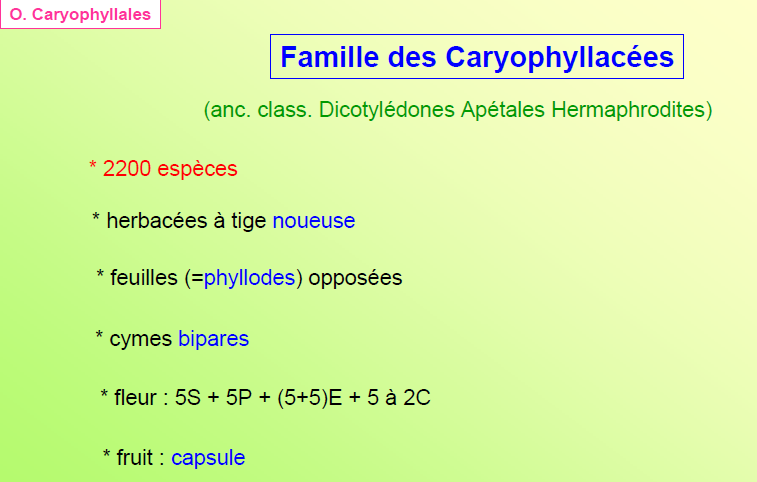 O. Caryophyllales
Famille des Caryophyllacées
(anc. class. Dicotylédones Apétales Hermaphrodites)
* 2200 espèces
* herbacées à tige noueuse
* feuilles (=phyllodes) opposées
* cymes bipares
* fleur : 5S + 5P + (5+5)E + 5 à 2C
* fruit : capsule